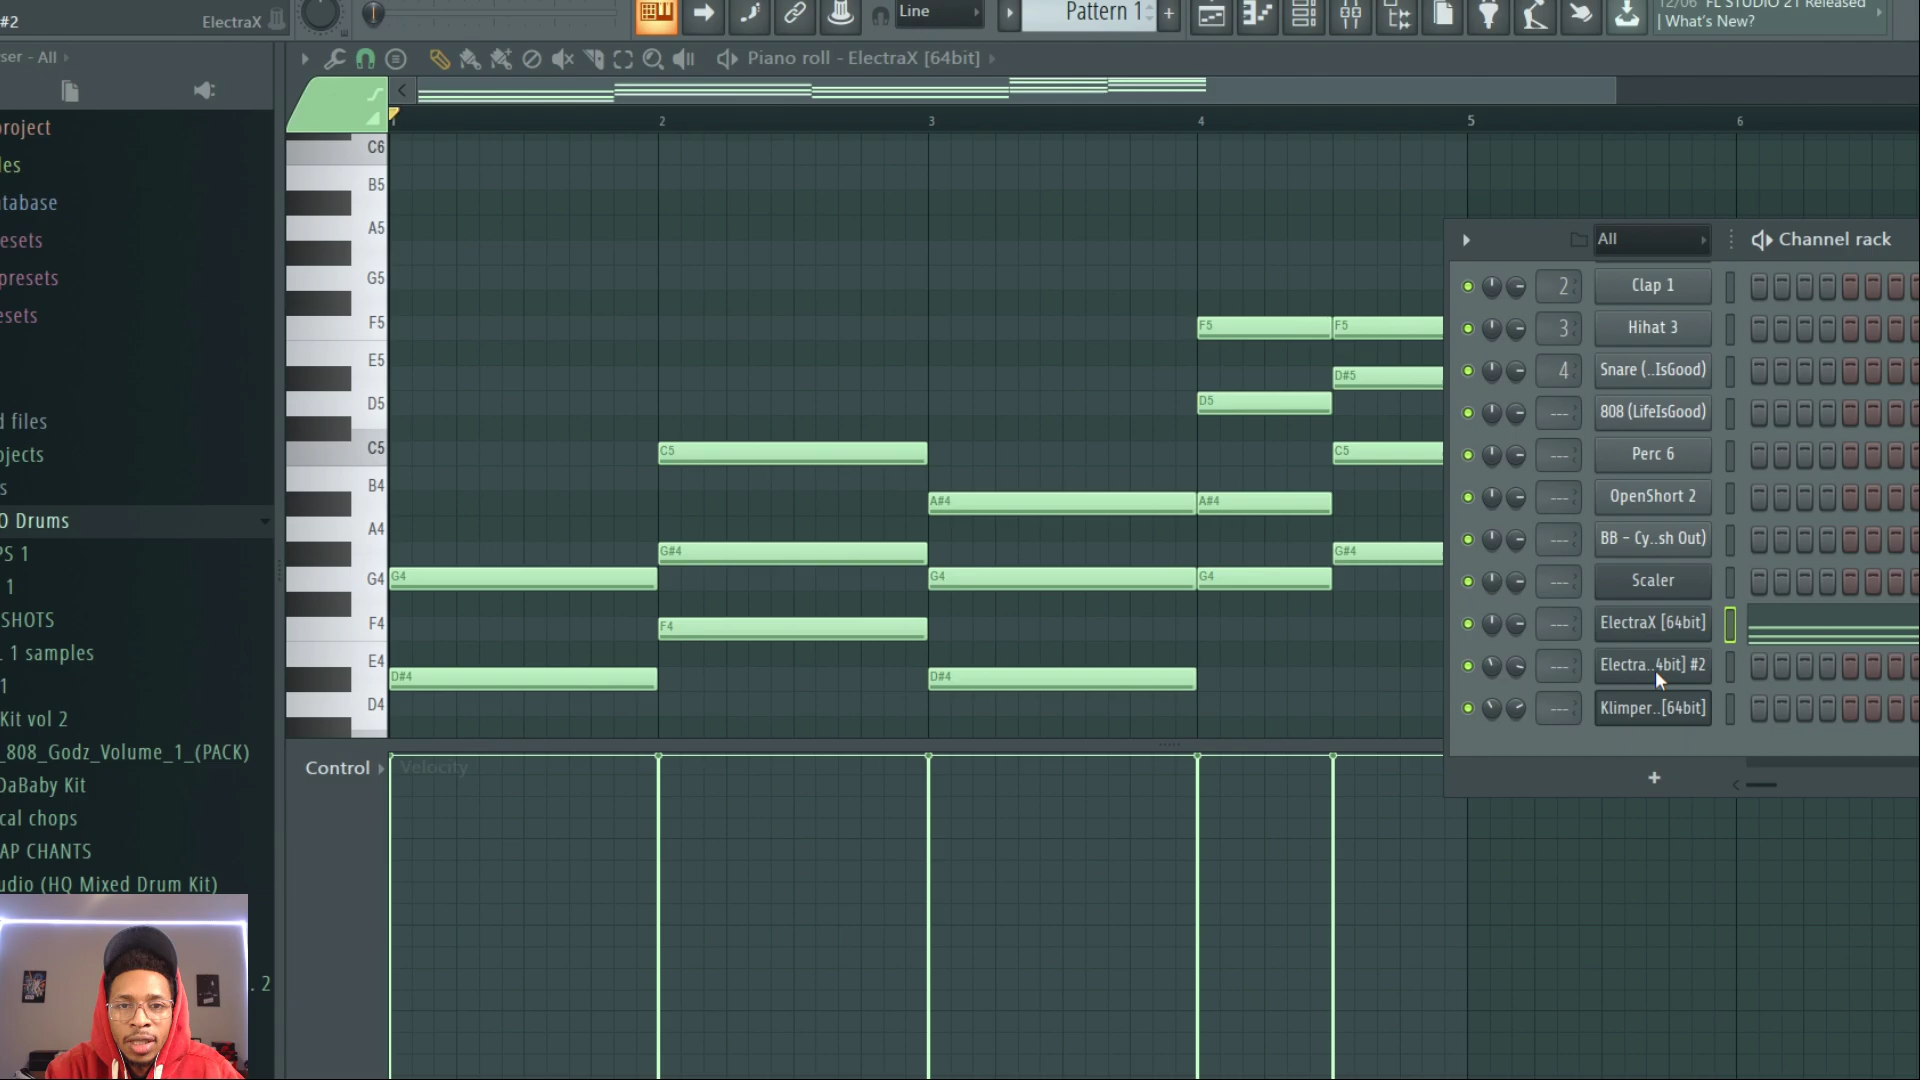 #2
ElectraX
Line
Pattern 1
+
12/06 FL STUDIO 21 Released
| What's New?
ser - All
Piano roll - ElectraX [64bit]
project
les
atabase
esets
presets
esets
d files
ojects
s
O Drums
PS 1
1
SHOTS
1 samples
1
Kit vol 2
_808_Godz_Volume_1_(PACK)
DaBaby Kit
cal chops
AP CHANTS
udio (HQ Mixed Drum Kit)
. 2
1
2
3
4
5
6
C6
B5
A5
G5
F5
E5
D5
C5
B4
A4
G4
F4
E4
D4
F5
F5
D#5
D5
C5
C5
A#4
A#4
G#4
G#4
G4
G4
G4
F4
D#4
D#4
Control
Velocity
All
Channel rack
2
Clap 1
3
Hihat 3
4
Snare (..IsGood)
---
808 (LifeIsGood)
---
Perc 6
---
OpenShort 2
---
BB - Cy..sh Out)
---
Scaler
---
ElectraX [64bit]
---
Electra..4bit] #2
---
Klimper..[64bit]
+